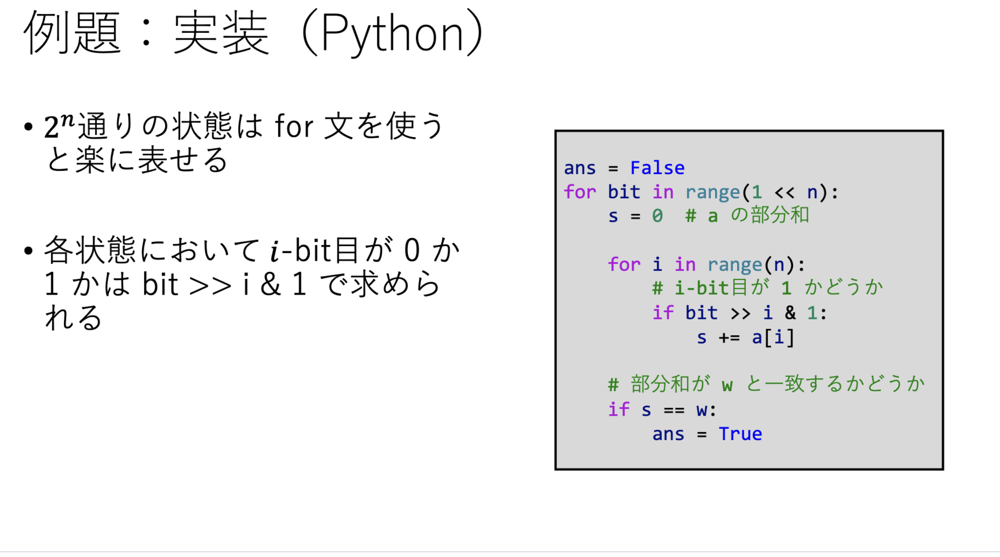 例題：実装（Python）
• 2ⁿ通りの状態は for 文を使う
と楽に表せる
• 各状態において i-bit目が 0 か
1 かは bit >> i & 1 で求めら
れる
ans = False
for bit in range(1 << n):
    s = 0  # a の部分和
    for i in range(n):
        # i-bit目が 1 かどうか
        if bit >> i & 1:
            s += a[i]
    # 部分和が w と一致するかどうか
    if s == w:
        ans = True